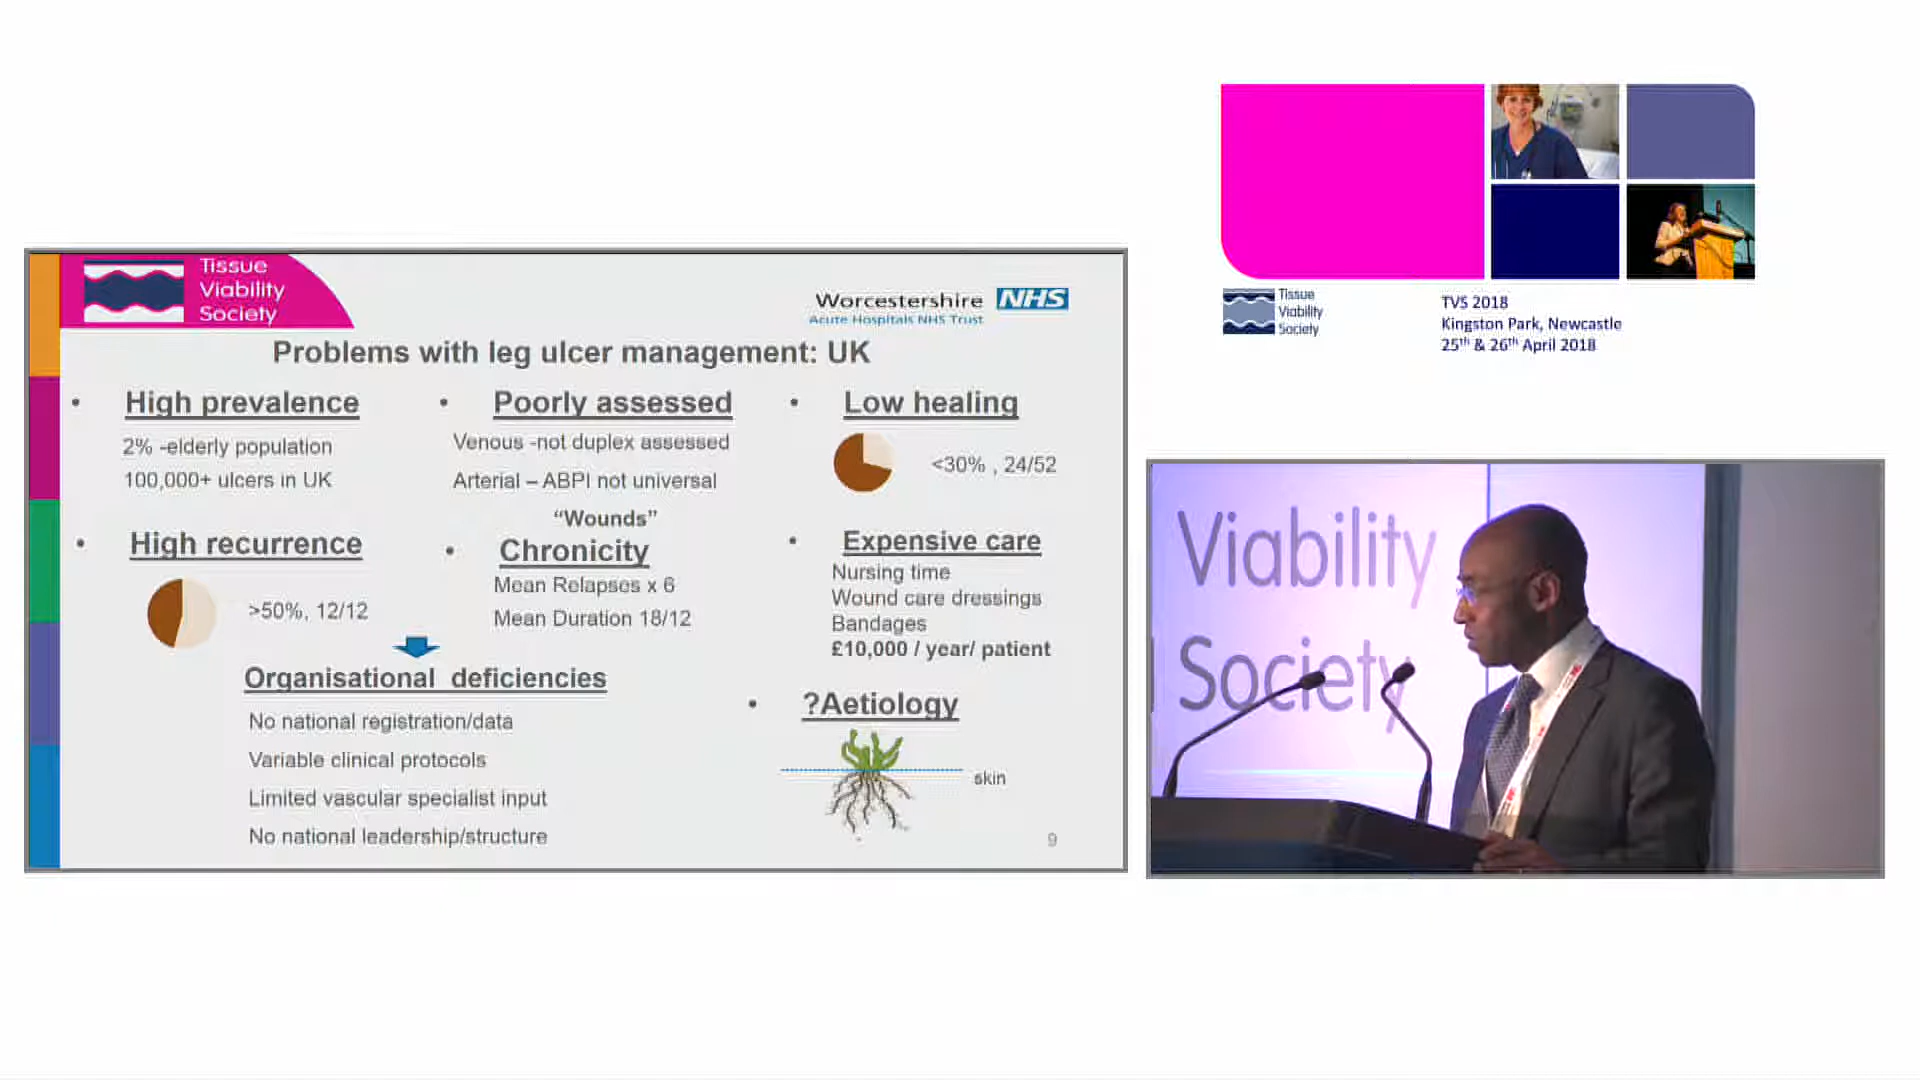 Tissue
Viability
Society
Worcestershire NHS
Acute Hospitals NHS Trust
Problems with leg ulcer management: UK
• High prevalence
2% -elderly population
100,000+ ulcers in UK
• Poorly assessed
Venous -not duplex assessed
Arterial – ABPI not universal
“Wounds”
• Low healing
<30% , 24/52
• High recurrence
>50%, 12/12
• Chronicity
Mean Relapses x 6
Mean Duration 18/12
• Expensive care
Nursing time
Wound care dressings
Bandages
£10,000 / year/ patient
Organisational deficiencies
No national registration/data
Variable clinical protocols
Limited vascular specialist input
No national leadership/structure
• ?Aetiology
skin
9
Tissue
Viability
Society
TVS 2018
Kingston Park, Newcastle
25th & 26th April 2018
Viability
Society